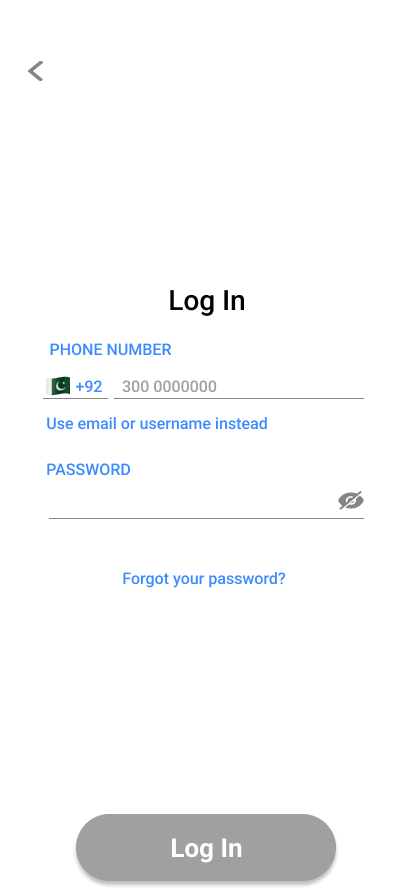 Log In
PHONE NUMBER
+92 300 0000000
Use email or username instead
PASSWORD
Forgot your password?
Log In